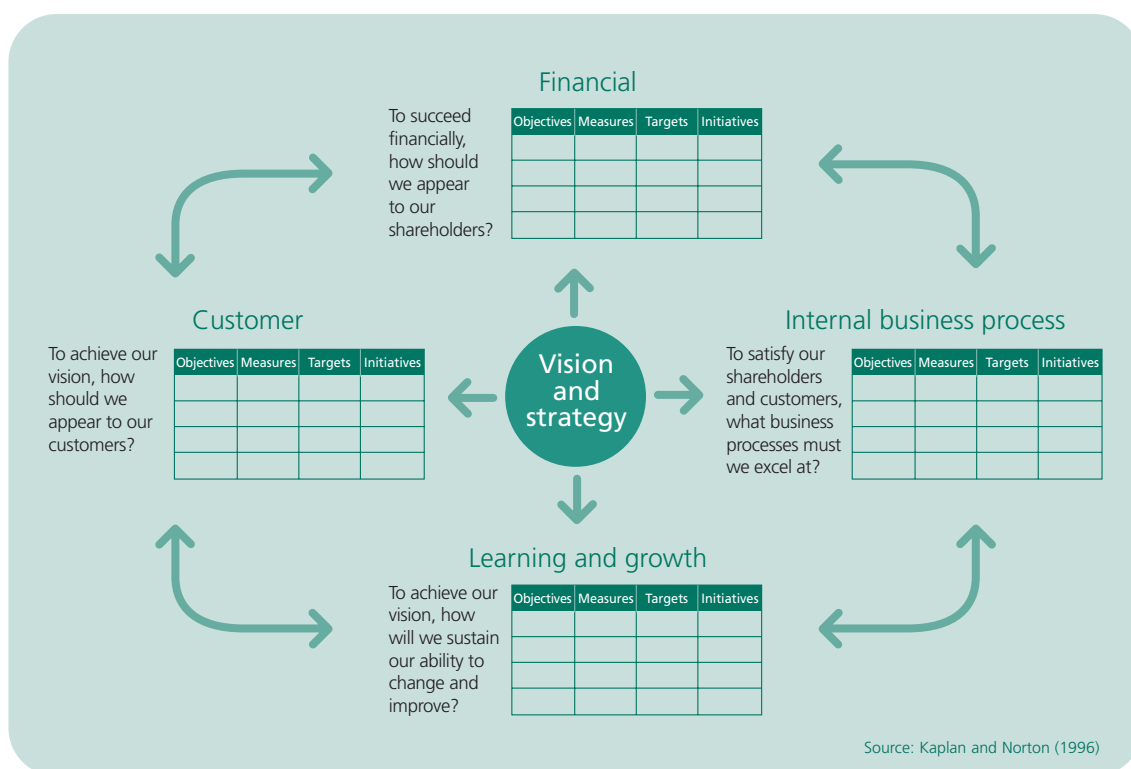 Financial
To succeed
financially,
how should
we appear
to our
shareholders?
Objectives Measures Targets Initiatives
Customer
To achieve our
vision, how
should we
appear to our
customers?
Objectives Measures Targets Initiatives
Vision
and
strategy
Internal business process
To satisfy our
shareholders
and customers,
what business
processes must
we excel at?
Objectives Measures Targets Initiatives
Learning and growth
To achieve our
vision, how
will we sustain
our ability to
change and
improve?
Objectives Measures Targets Initiatives
Source: Kaplan and Norton (1996)